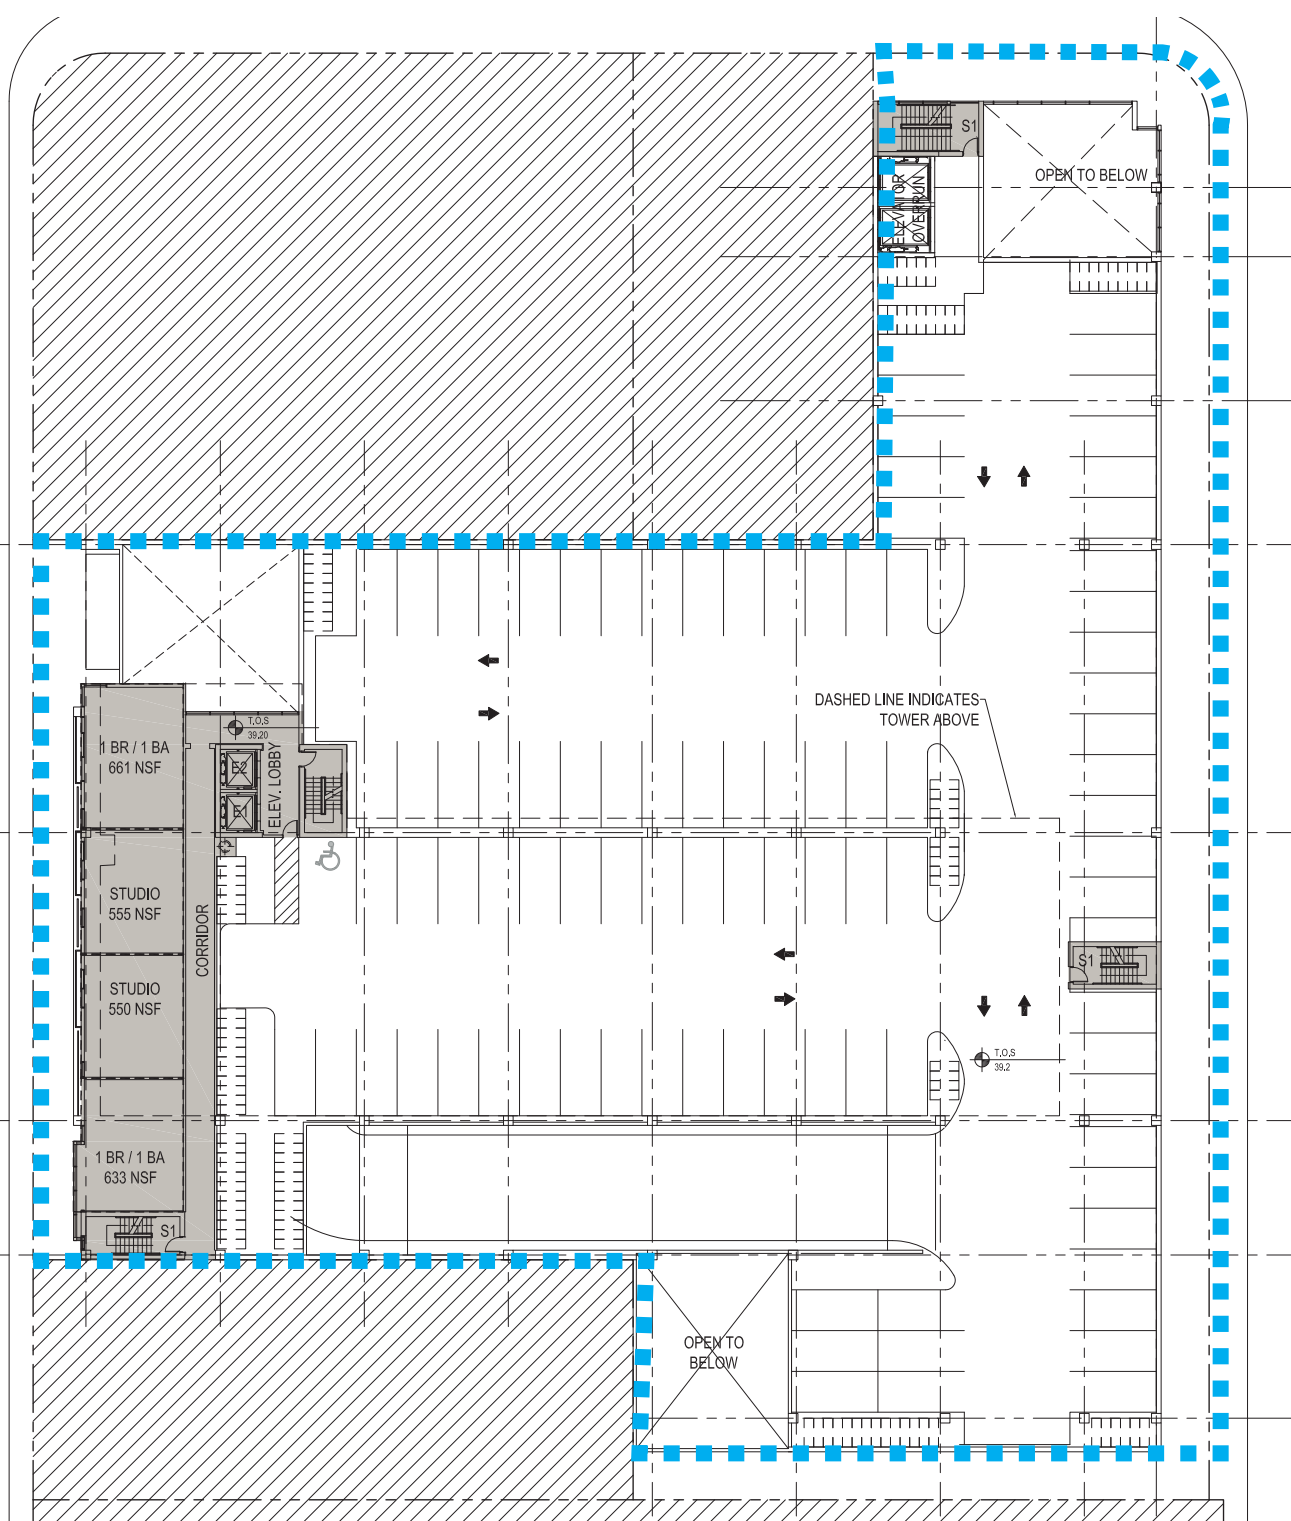 S1
OPEN TO BELOW
ELEVATOR
OVERRUN
DASHED LINE INDICATES
TOWER ABOVE
T.O.S
39.20
1 BR / 1 BA
661 NSF
E2
E1
ELEV. LOBBY
STUDIO
555 NSF
CORRIDOR
S1
STUDIO
550 NSF
T.O.S
39.2
1 BR / 1 BA
633 NSF
S1
OPEN TO
BELOW